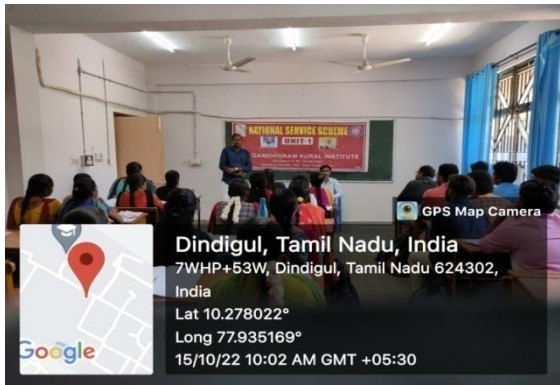 NATIONAL SERVICE SCHEME
UNIT-1
GANDHIGRAM RURAL INSTITUTE
GPS Map Camera
Dindigul, Tamil Nadu, India
7WHP+53W, Dindigul, Tamil Nadu 624302,
India
Lat 10.278022°
Long 77.935169°
15/10/22 10:02 AM GMT +05:30
Google